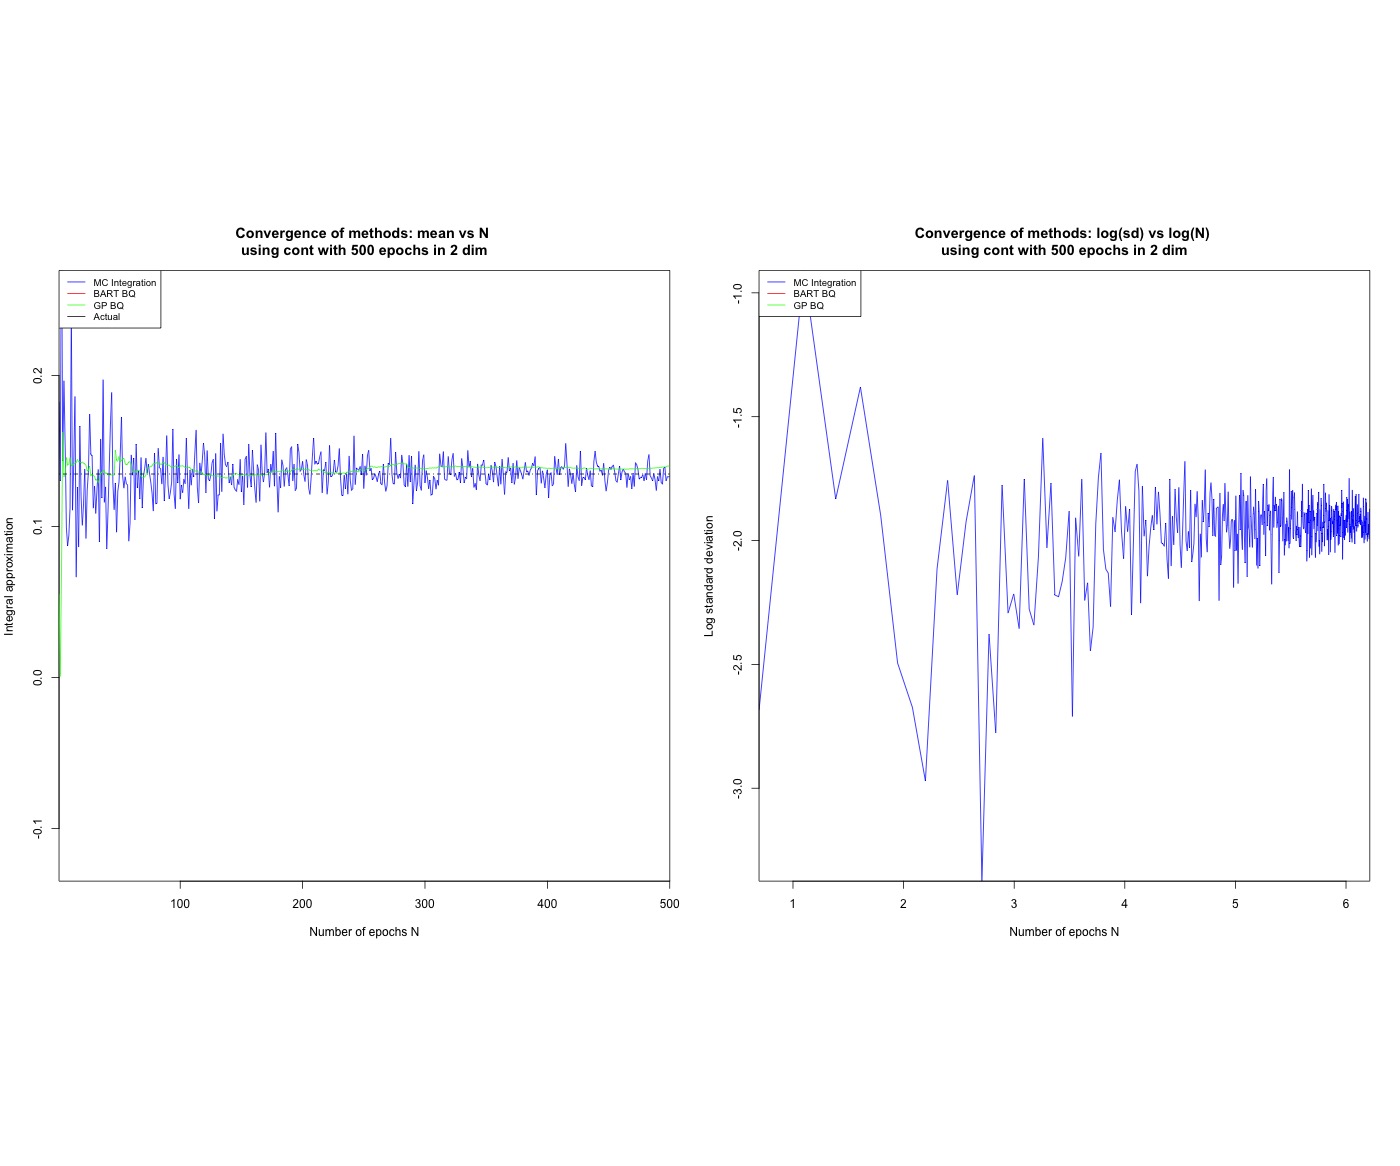 Convergence of methods: mean vs N
using cont with 500 epochs in 2 dim
MC Integration
BART BQ
GP BQ
Actual
Integral approximation
0.2
0.1
0.0
-0.1
100 200 300 400 500
Number of epochs N
Convergence of methods: log(sd) vs log(N)
using cont with 500 epochs in 2 dim
MC Integration
BART BQ
GP BQ
Log standard deviation
-1.0
-1.5
-2.0
-2.5
-3.0
1 2 3 4 5 6
Number of epochs N